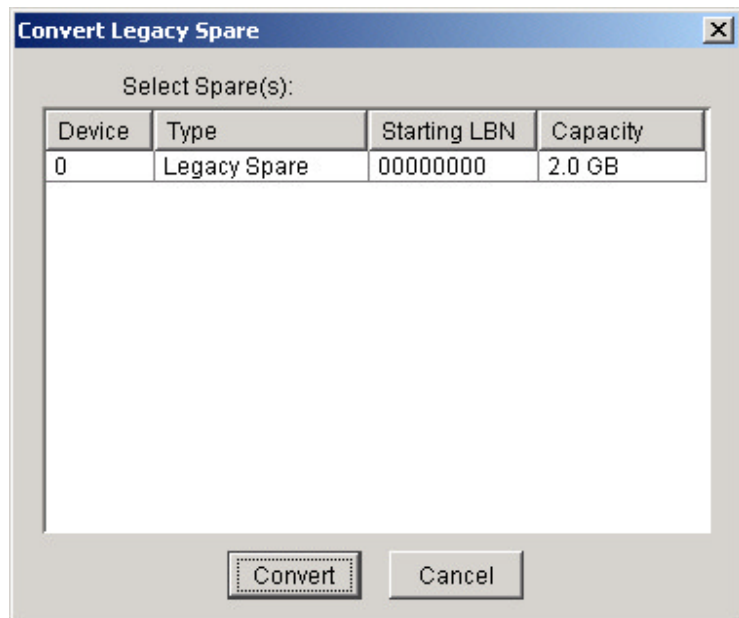 Convert Legacy Spare
Select Spare(s):
Device Type Starting LBN Capacity
0 Legacy Spare 00000000 2.0 GB
Convert Cancel